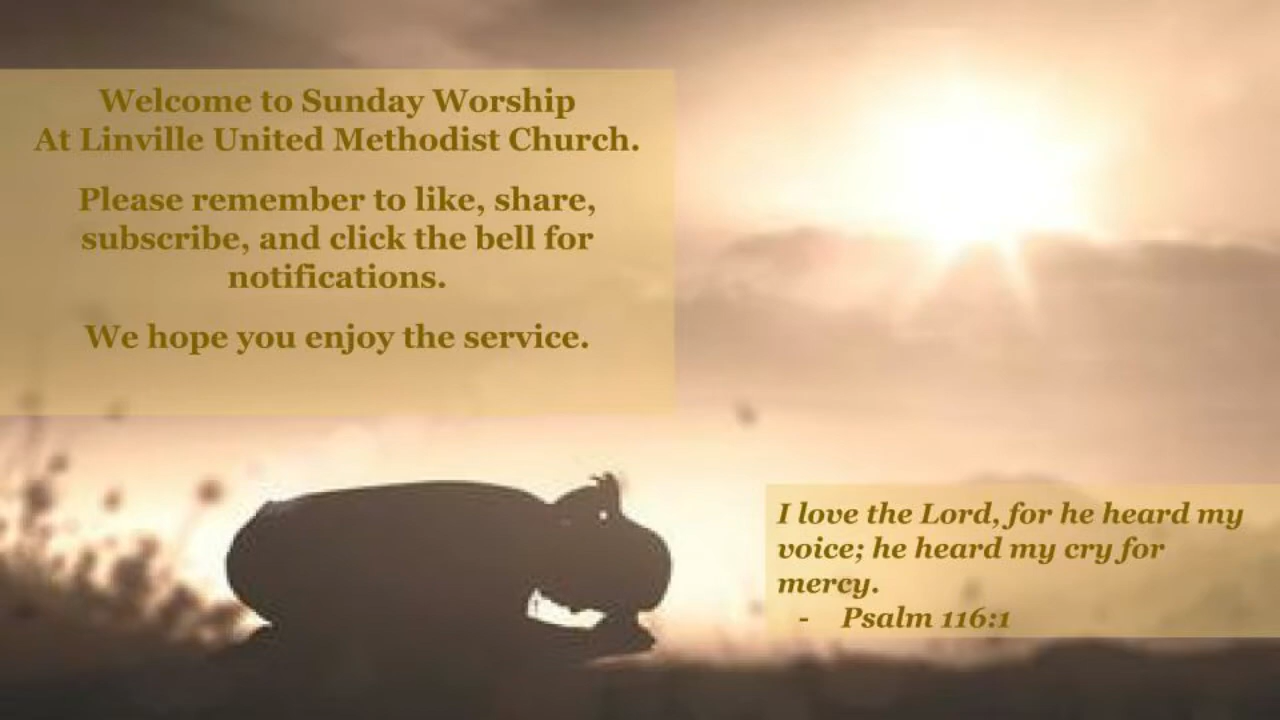 Welcome to Sunday Worship
At Linville United Methodist Church.
Please remember to like, share,
subscribe, and click the bell for
notifications.
We hope you enjoy the service.
I love the Lord, for he heard my
voice; he heard my cry for
mercy.
- Psalm 116:1